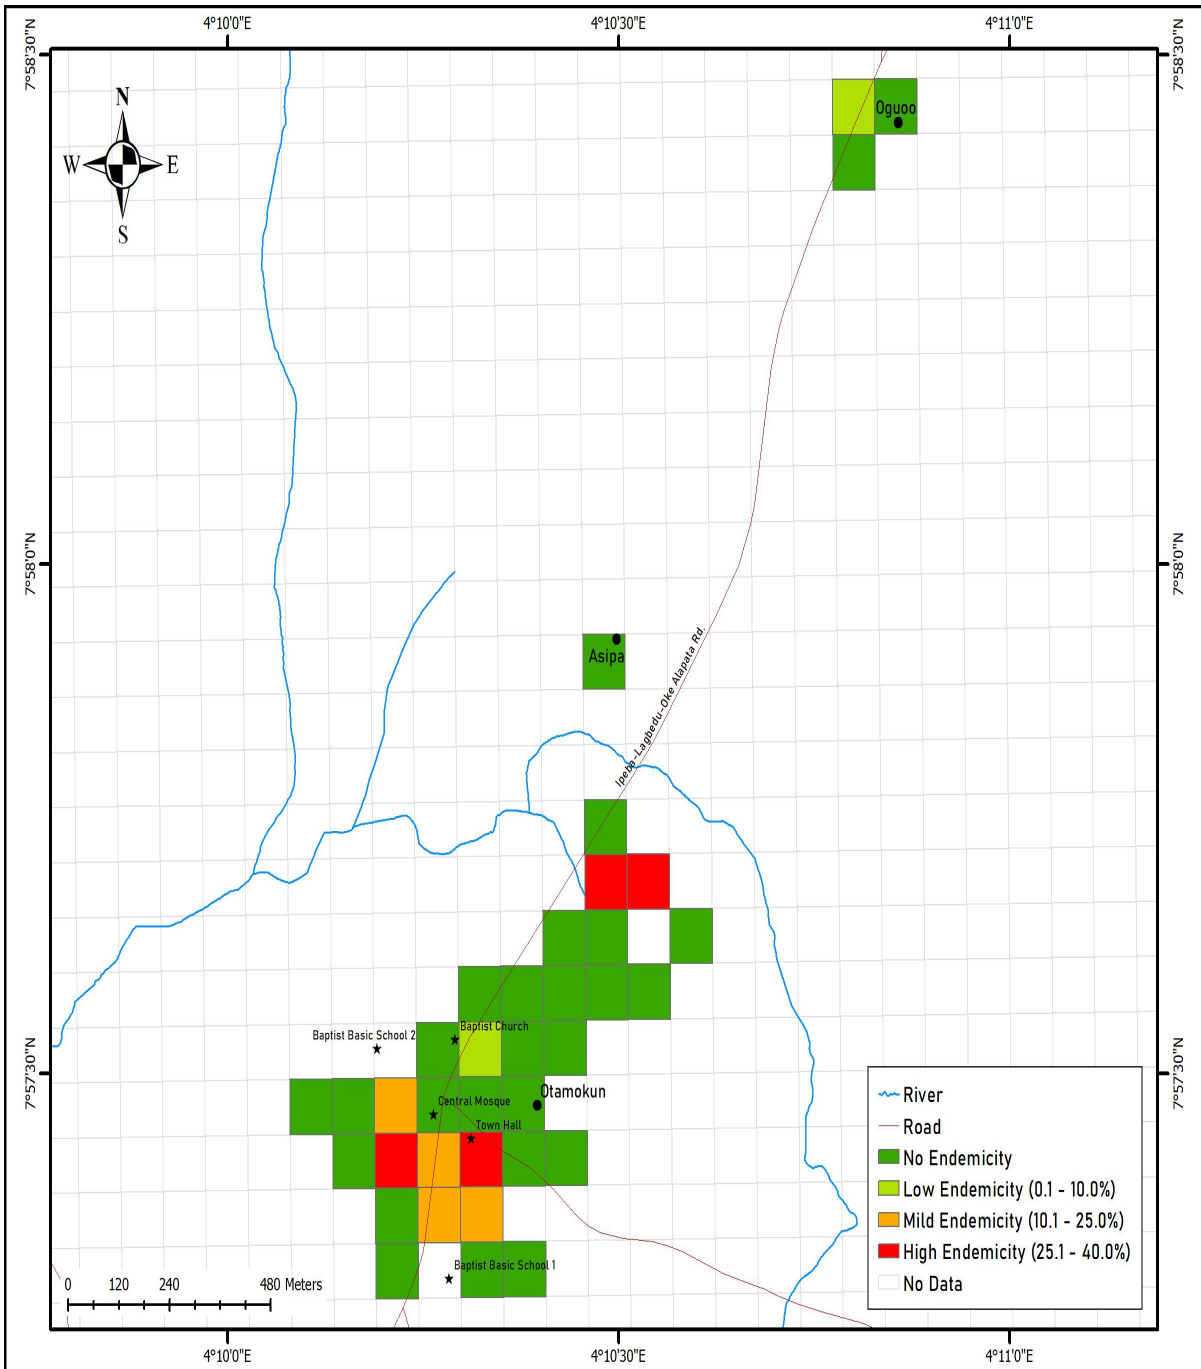 4°10'0"E
4°10'30"E
4°11'0"E
7°58'30"N
7°58'30"N
N
W
E
S
Oguoo
7°58'0"N
7°58'0"N
Asipa
Ipeba-Lagbedu-Oke Alapata Rd.
Baptist Church
Baptist Basic School 2
7°57'30"N
7°57'30"N
Otamokun
Central Mosque
Town Hall
Baptist Basic School 1
River
Road
No Endemicity
Low Endemicity (0.1 - 10.0%)
Mild Endemicity (10.1 - 25.0%)
High Endemicity (25.1 - 40.0%)
No Data
0 120 240 480 Meters
4°10'0"E
4°10'30"E
4°11'0"E